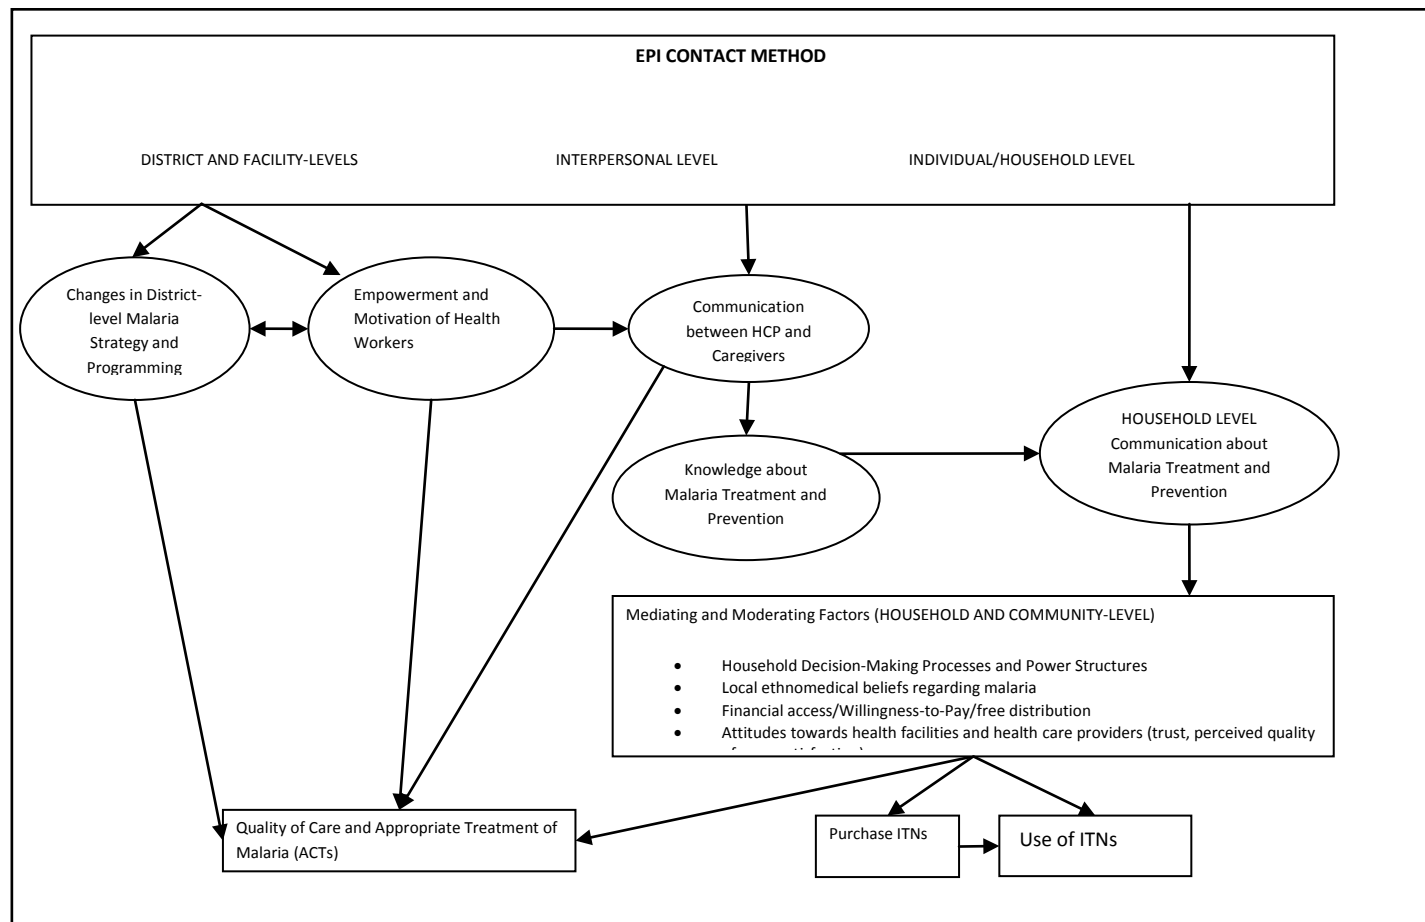 EPI CONTACT METHOD
DISTRICT AND FACILITY-LEVELS
INTERPERSONAL LEVEL
INDIVIDUAL/HOUSEHOLD LEVEL
Changes in District-
level Malaria
Strategy and
Programming
Empowerment and
Motivation of Health
Workers
Communication
between HCP and
Caregivers
Knowledge about
Malaria Treatment and
Prevention
HOUSEHOLD LEVEL
Communication about
Malaria Treatment and
Prevention
Mediating and Moderating Factors (HOUSEHOLD AND COMMUNITY-LEVEL)
• Household Decision-Making Processes and Power Structures
• Local ethnomedical beliefs regarding malaria
• Financial access/Willingness-to-Pay/free distribution
• Attitudes towards health facilities and health care providers (trust, perceived quality
Quality of Care and Appropriate Treatment of
Malaria (ACTs)
Purchase ITNs
Use of ITNs